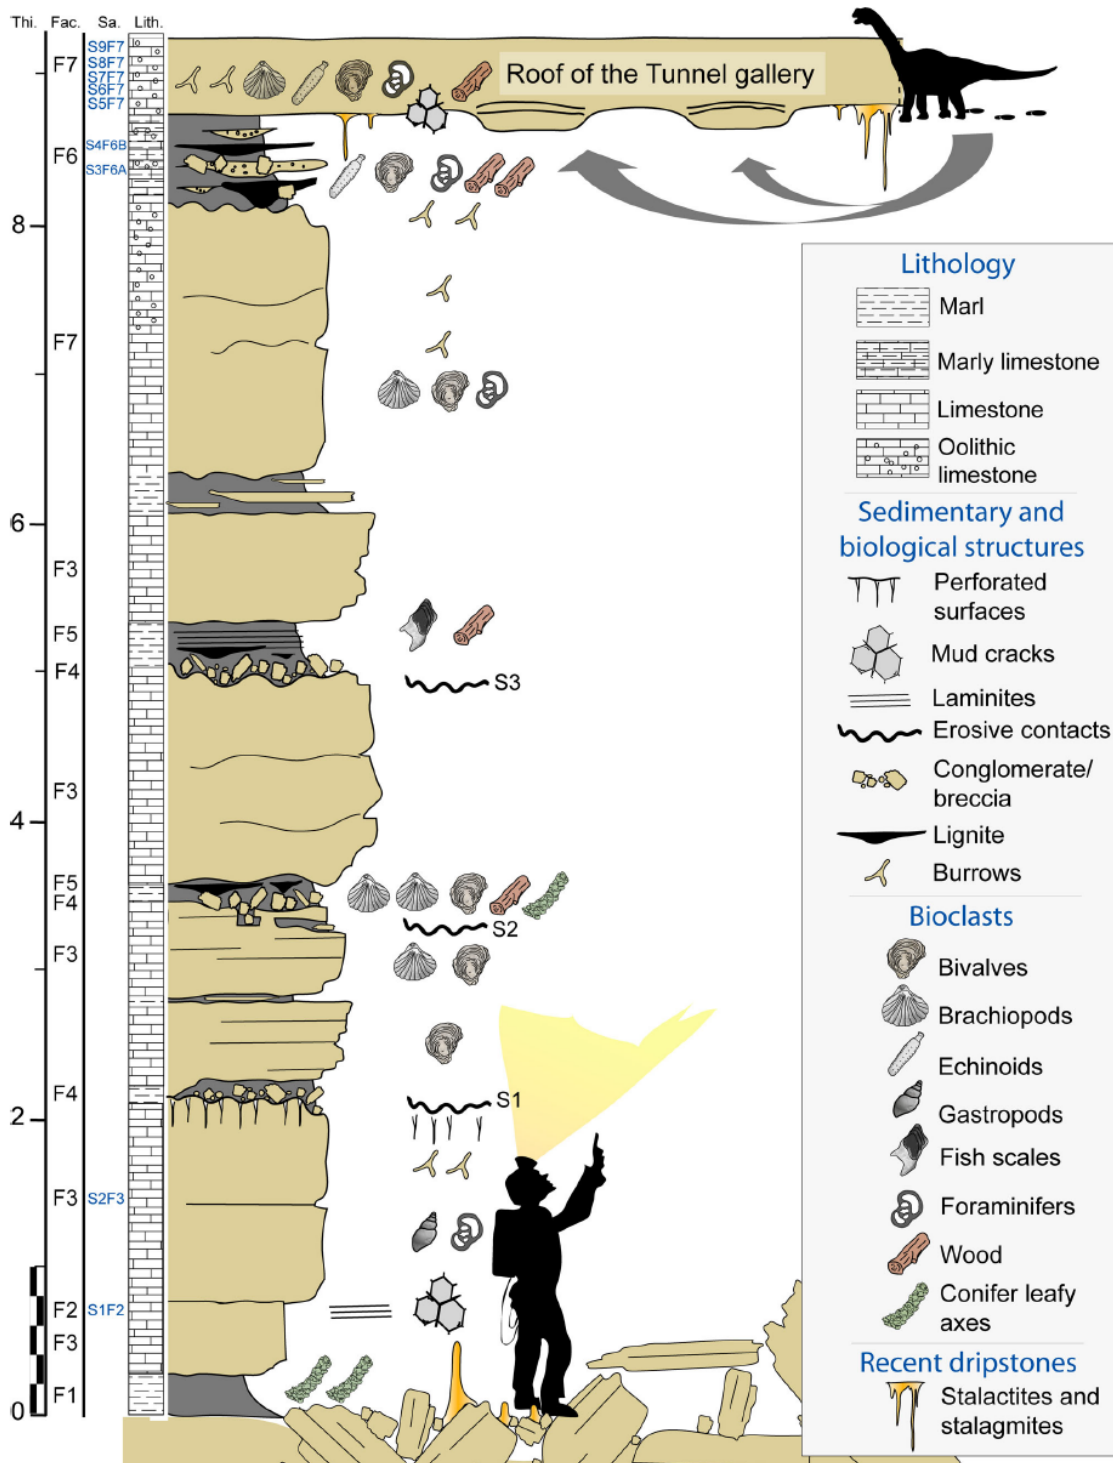 Thi. Fac. Sa. Lith.
S9F7
F7 S8F7
S7F7
S6F7
S5F7
Roof of the Tunnel gallery
S4F6B
F6
S3F6A
8
F7
6
F3
F5
F4
S3
F3
4
F5
F4
S2
F3
F4
S1
2
F3 S2F3
F2 S1F2
F3
F1
0
Lithology
Marl
Marly limestone
Limestone
Oolithic
limestone
Sedimentary and
biological structures
Perforated
surfaces
Mud cracks
Laminites
Erosive contacts
Conglomerate/
breccia
Lignite
Burrows
Bioclasts
Bivalves
Brachiopods
Echinoids
Gastropods
Fish scales
Foraminifers
Wood
Conifer leafy
axes
Recent dripstones
Stalactites and
stalagmites